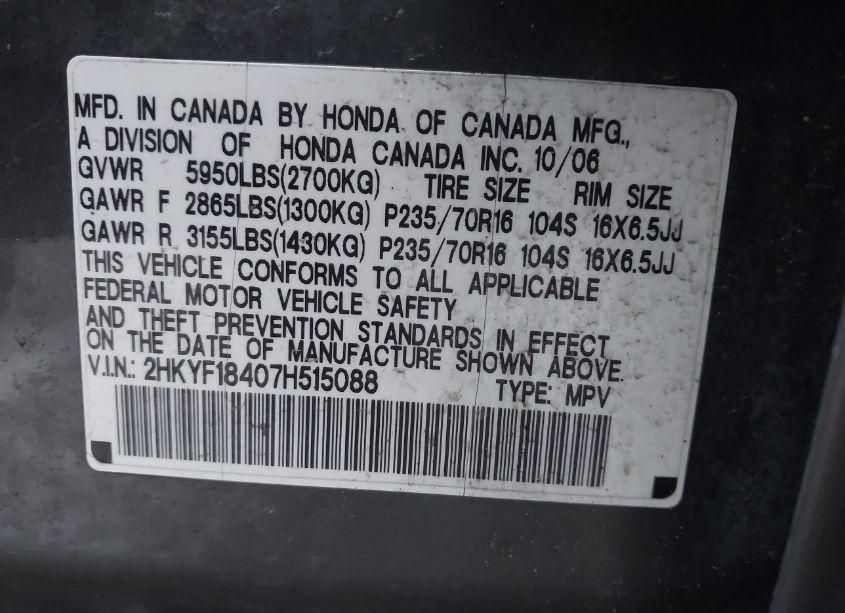 MFD. IN CANADA BY HONDA OF CANADA MFG.,
A DIVISION OF HONDA CANADA INC. 10/06
GVWR 5950LBS(2700KG) TIRE SIZE RIM SIZE
GAWR F 2865LBS(1300KG) P235/70R16 104S 16X6.5JJ
GAWR R 3155LBS(1430KG) P235/70R16 104S 16X6.5JJ
THIS VEHICLE CONFORMS TO ALL APPLICABLE
FEDERAL MOTOR VEHICLE SAFETY
AND THEFT PREVENTION STANDARDS IN EFFECT
ON THE DATE OF MANUFACTURE SHOWN ABOVE.
V.I.N.: 2HKYF18407H515088 TYPE: MPV